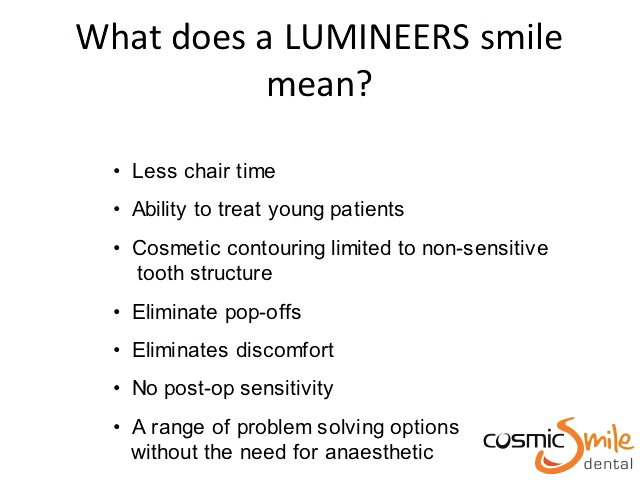 What does a LUMINEERS smile
mean?
• Less chair time
• Ability to treat young patients
• Cosmetic contouring limited to non-sensitive
tooth structure
• Eliminate pop-offs
• Eliminates discomfort
• No post-op sensitivity
• A range of problem solving options
without the need for anaesthetic
cosmic Smile
dental